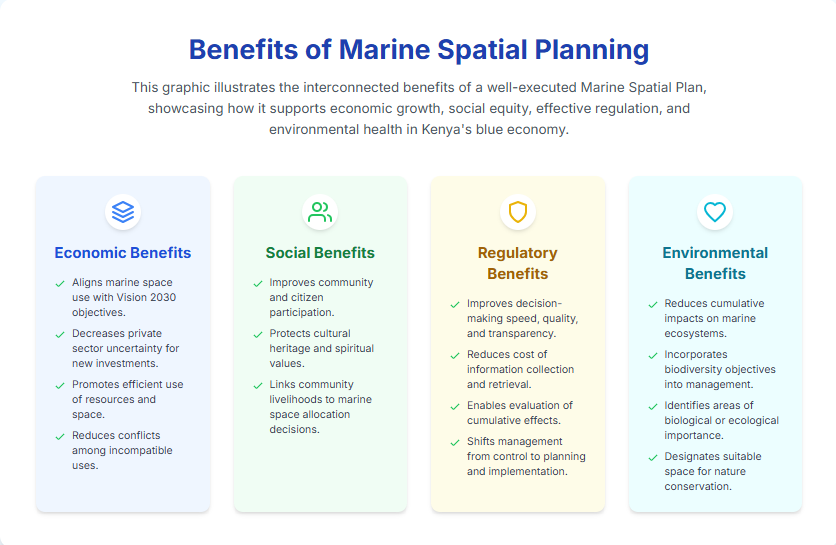 Benefits of Marine Spatial Planning
This graphic illustrates the interconnected benefits of a well-executed Marine Spatial Plan,
showcasing how it supports economic growth, social equity, effective regulation, and
environmental health in Kenya's blue economy.
Economic Benefits
Aligns marine space
use with Vision 2030
objectives.
Decreases private
sector uncertainty for
new investments.
Promotes efficient use
of resources and
space.
Reduces conflicts
among incompatible
uses.
Social Benefits
Improves community
and citizen
participation.
Protects cultural
heritage and spiritual
values.
Links community
livelihoods to marine
space allocation
decisions.
Regulatory
Benefits
Improves decision-
making speed, quality,
and transparency.
Reduces cost of
information collection
and retrieval.
Enables evaluation of
cumulative effects.
Shifts management
from control to planning
and implementation.
Environmental
Benefits
Reduces cumulative
impacts on marine
ecosystems.
Incorporates
biodiversity objectives
into management.
Identifies areas of
biological or ecological
importance.
Designates suitable
space for nature
conservation.